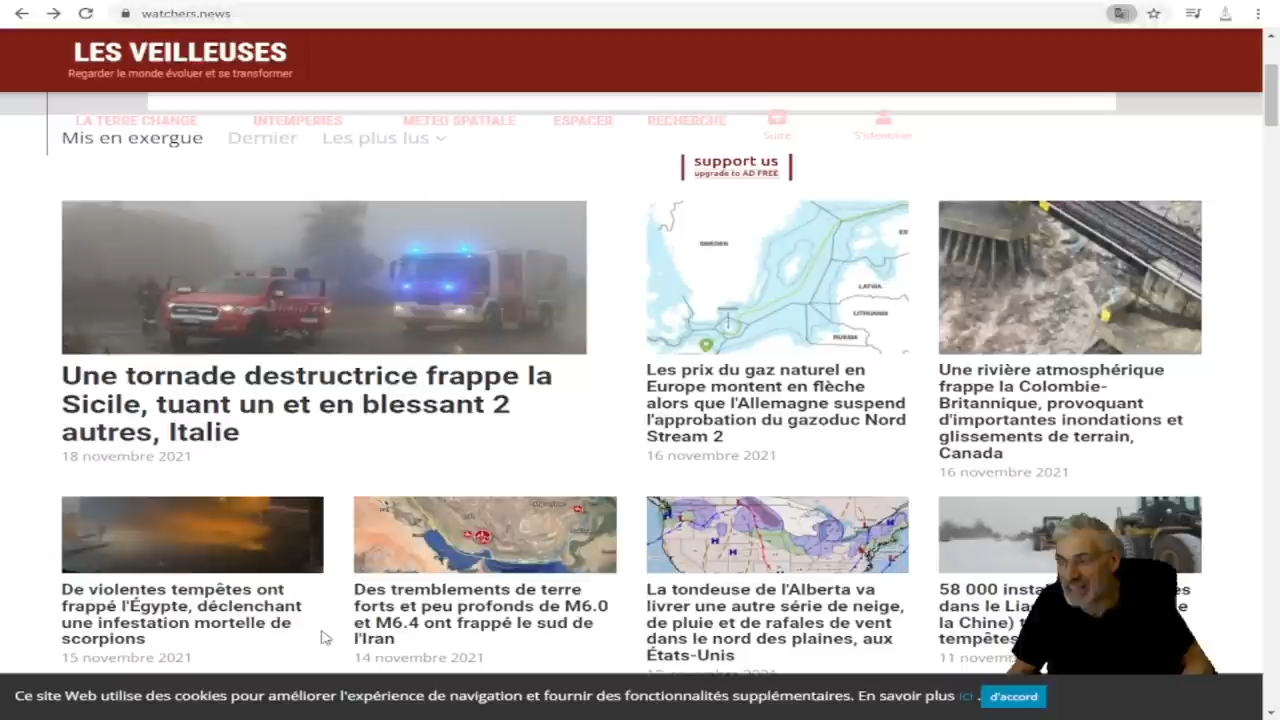 watchers.news
LES VEILLEUSES
Regarder le monde évoluer et se transformer
LA TERRE CHANGE INTEMPÉRIES MÉTÉO SPATIALE ESPACER RECHERCHE Suite S'identifier
Mis en exergue Dernier Les plus lus
support us
upgrade to AD FREE
SWEDEN
LATVIA
LITHUANIA
RUSSIA
Une tornade destructrice frappe la
Sicile, tuant un et en blessant 2
autres, Italie
18 novembre 2021
Les prix du gaz naturel en
Europe montent en flèche
alors que l'Allemagne suspend
l'approbation du gazoduc Nord
Stream 2
16 novembre 2021
Une rivière atmosphérique
frappe la Colombie-
Britannique, provoquant
d'importantes inondations et
glissements de terrain,
Canada
16 novembre 2021
H
H
H
H
De violentes tempêtes ont
frappé l'Égypte, déclenchant
une infestation mortelle de
scorpions
15 novembre 2021
Des tremblements de terre
forts et peu profonds de M6.0
et M6.4 ont frappé le sud de
l'Iran
14 novembre 2021
La tondeuse de l'Alberta va
livrer une autre série de neige,
de pluie et de rafales de vent
dans le nord des plaines, aux
États-Unis
58 000 insta
dans le Lia
la Chine)
tempêtes
11 novem
Ce site Web utilise des cookies pour améliorer l'expérience de navigation et fournir des fonctionnalités supplémentaires. En savoir plus ici . d'accord